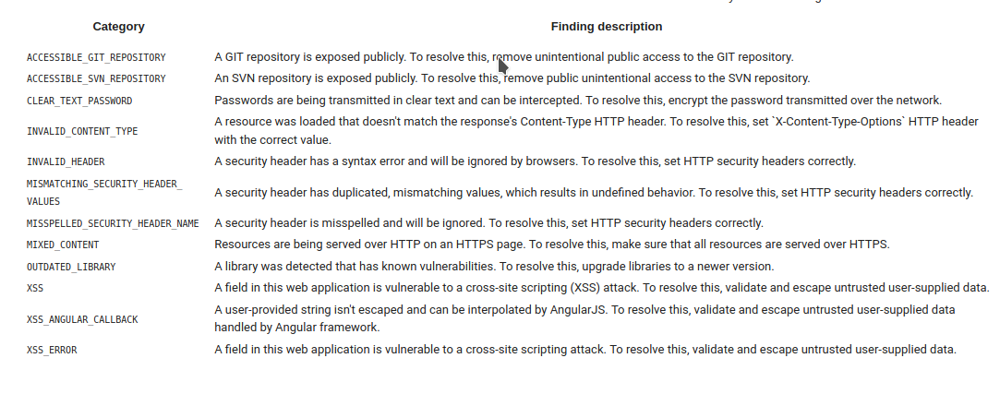 Category Finding description
ACCESSIBLE_GIT_REPOSITORY A GIT repository is exposed publicly. To resolve this, remove unintentional public access to the GIT repository.
ACCESSIBLE_SVN_REPOSITORY An SVN repository is exposed publicly. To resolve this, remove public unintentional access to the SVN repository.
CLEAR_TEXT_PASSWORD Passwords are being transmitted in clear text and can be intercepted. To resolve this, encrypt the password transmitted over the network.
INVALID_CONTENT_TYPE A resource was loaded that doesn't match the response's Content-Type HTTP header. To resolve this, set `X-Content-Type-Options` HTTP header
with the correct value.
INVALID_HEADER A security header has a syntax error and will be ignored by browsers. To resolve this, set HTTP security headers correctly.
MISMATCHING_SECURITY_HEADER_
VALUES A security header has duplicated, mismatching values, which results in undefined behavior. To resolve this, set HTTP security headers correctly.
MISSPELLED_SECURITY_HEADER_NAME A security header is misspelled and will be ignored. To resolve this, set HTTP security headers correctly.
MIXED_CONTENT Resources are being served over HTTP on an HTTPS page. To resolve this, make sure that all resources are served over HTTPS.
OUTDATED_LIBRARY A library was detected that has known vulnerabilities. To resolve this, upgrade libraries to a newer version.
XSS A field in this web application is vulnerable to a cross-site scripting (XSS) attack. To resolve this, validate and escape untrusted user-supplied data.
XSS_ANGULAR_CALLBACK A user-provided string isn't escaped and can be interpolated by AngularJS. To resolve this, validate and escape untrusted user-supplied data
handled by Angular framework.
XSS_ERROR A field in this web application is vulnerable to a cross-site scripting attack. To resolve this, validate and escape untrusted user-supplied data.